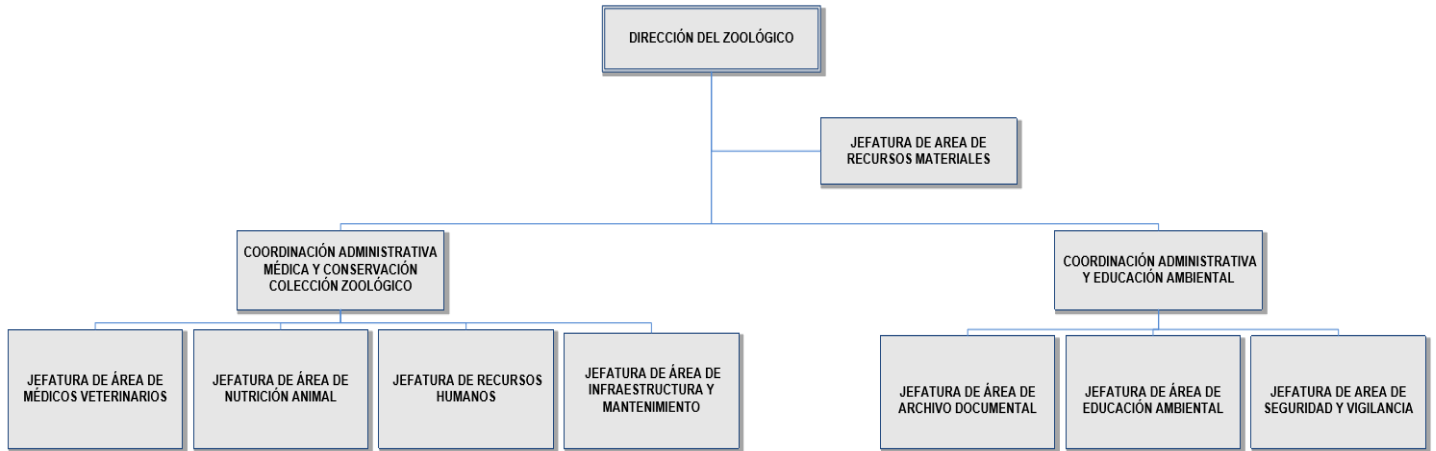 DIRECCIÓN DEL ZOOLÓGICO
JEFATURA DE AREA DE
RECURSOS MATERIALES
COORDINACIÓN ADMINISTRATIVA
MÉDICA Y CONSERVACIÓN
COLECCIÓN ZOOLÓGICO
COORDINACIÓN ADMINISTRATIVA
Y EDUCACIÓN AMBIENTAL
JEFATURA DE ÁREA DE
MÉDICOS VETERINARIOS
JEFATURA DE ÁREA DE
NUTRICIÓN ANIMAL
JEFATURA DE RECURSOS
HUMANOS
JEFATURA DE ÁREA DE
INFRAESTRUCTURA Y
MANTENIMIENTO
JEFATURA DE ÁREA DE
ARCHIVO DOCUMENTAL
JEFATURA DE ÁREA DE
EDUCACIÓN AMBIENTAL
JEFATURA DE AREA DE
SEGURIDAD Y VIGILANCIA